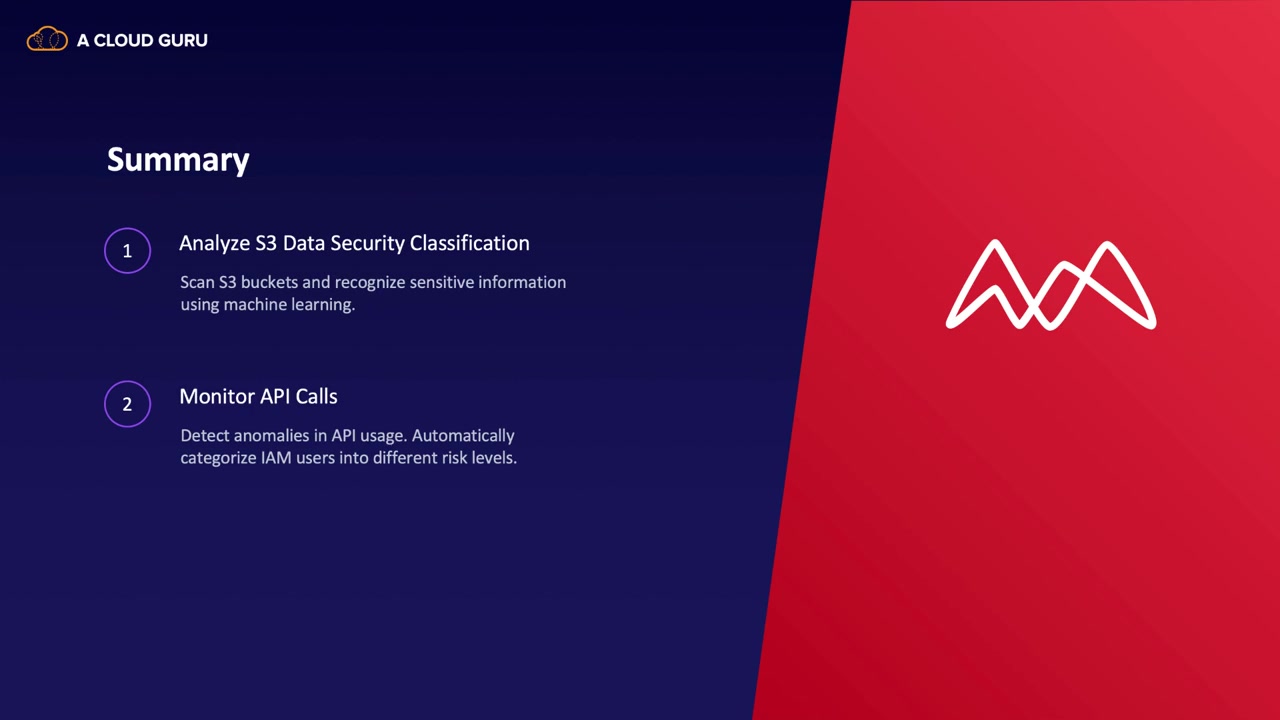 A CLOUD GURU
Summary
1
Analyze S3 Data Security Classification
Scan S3 buckets and recognize sensitive information
using machine learning.
2
Monitor API Calls
Detect anomalies in API usage. Automatically
categorize IAM users into different risk levels.